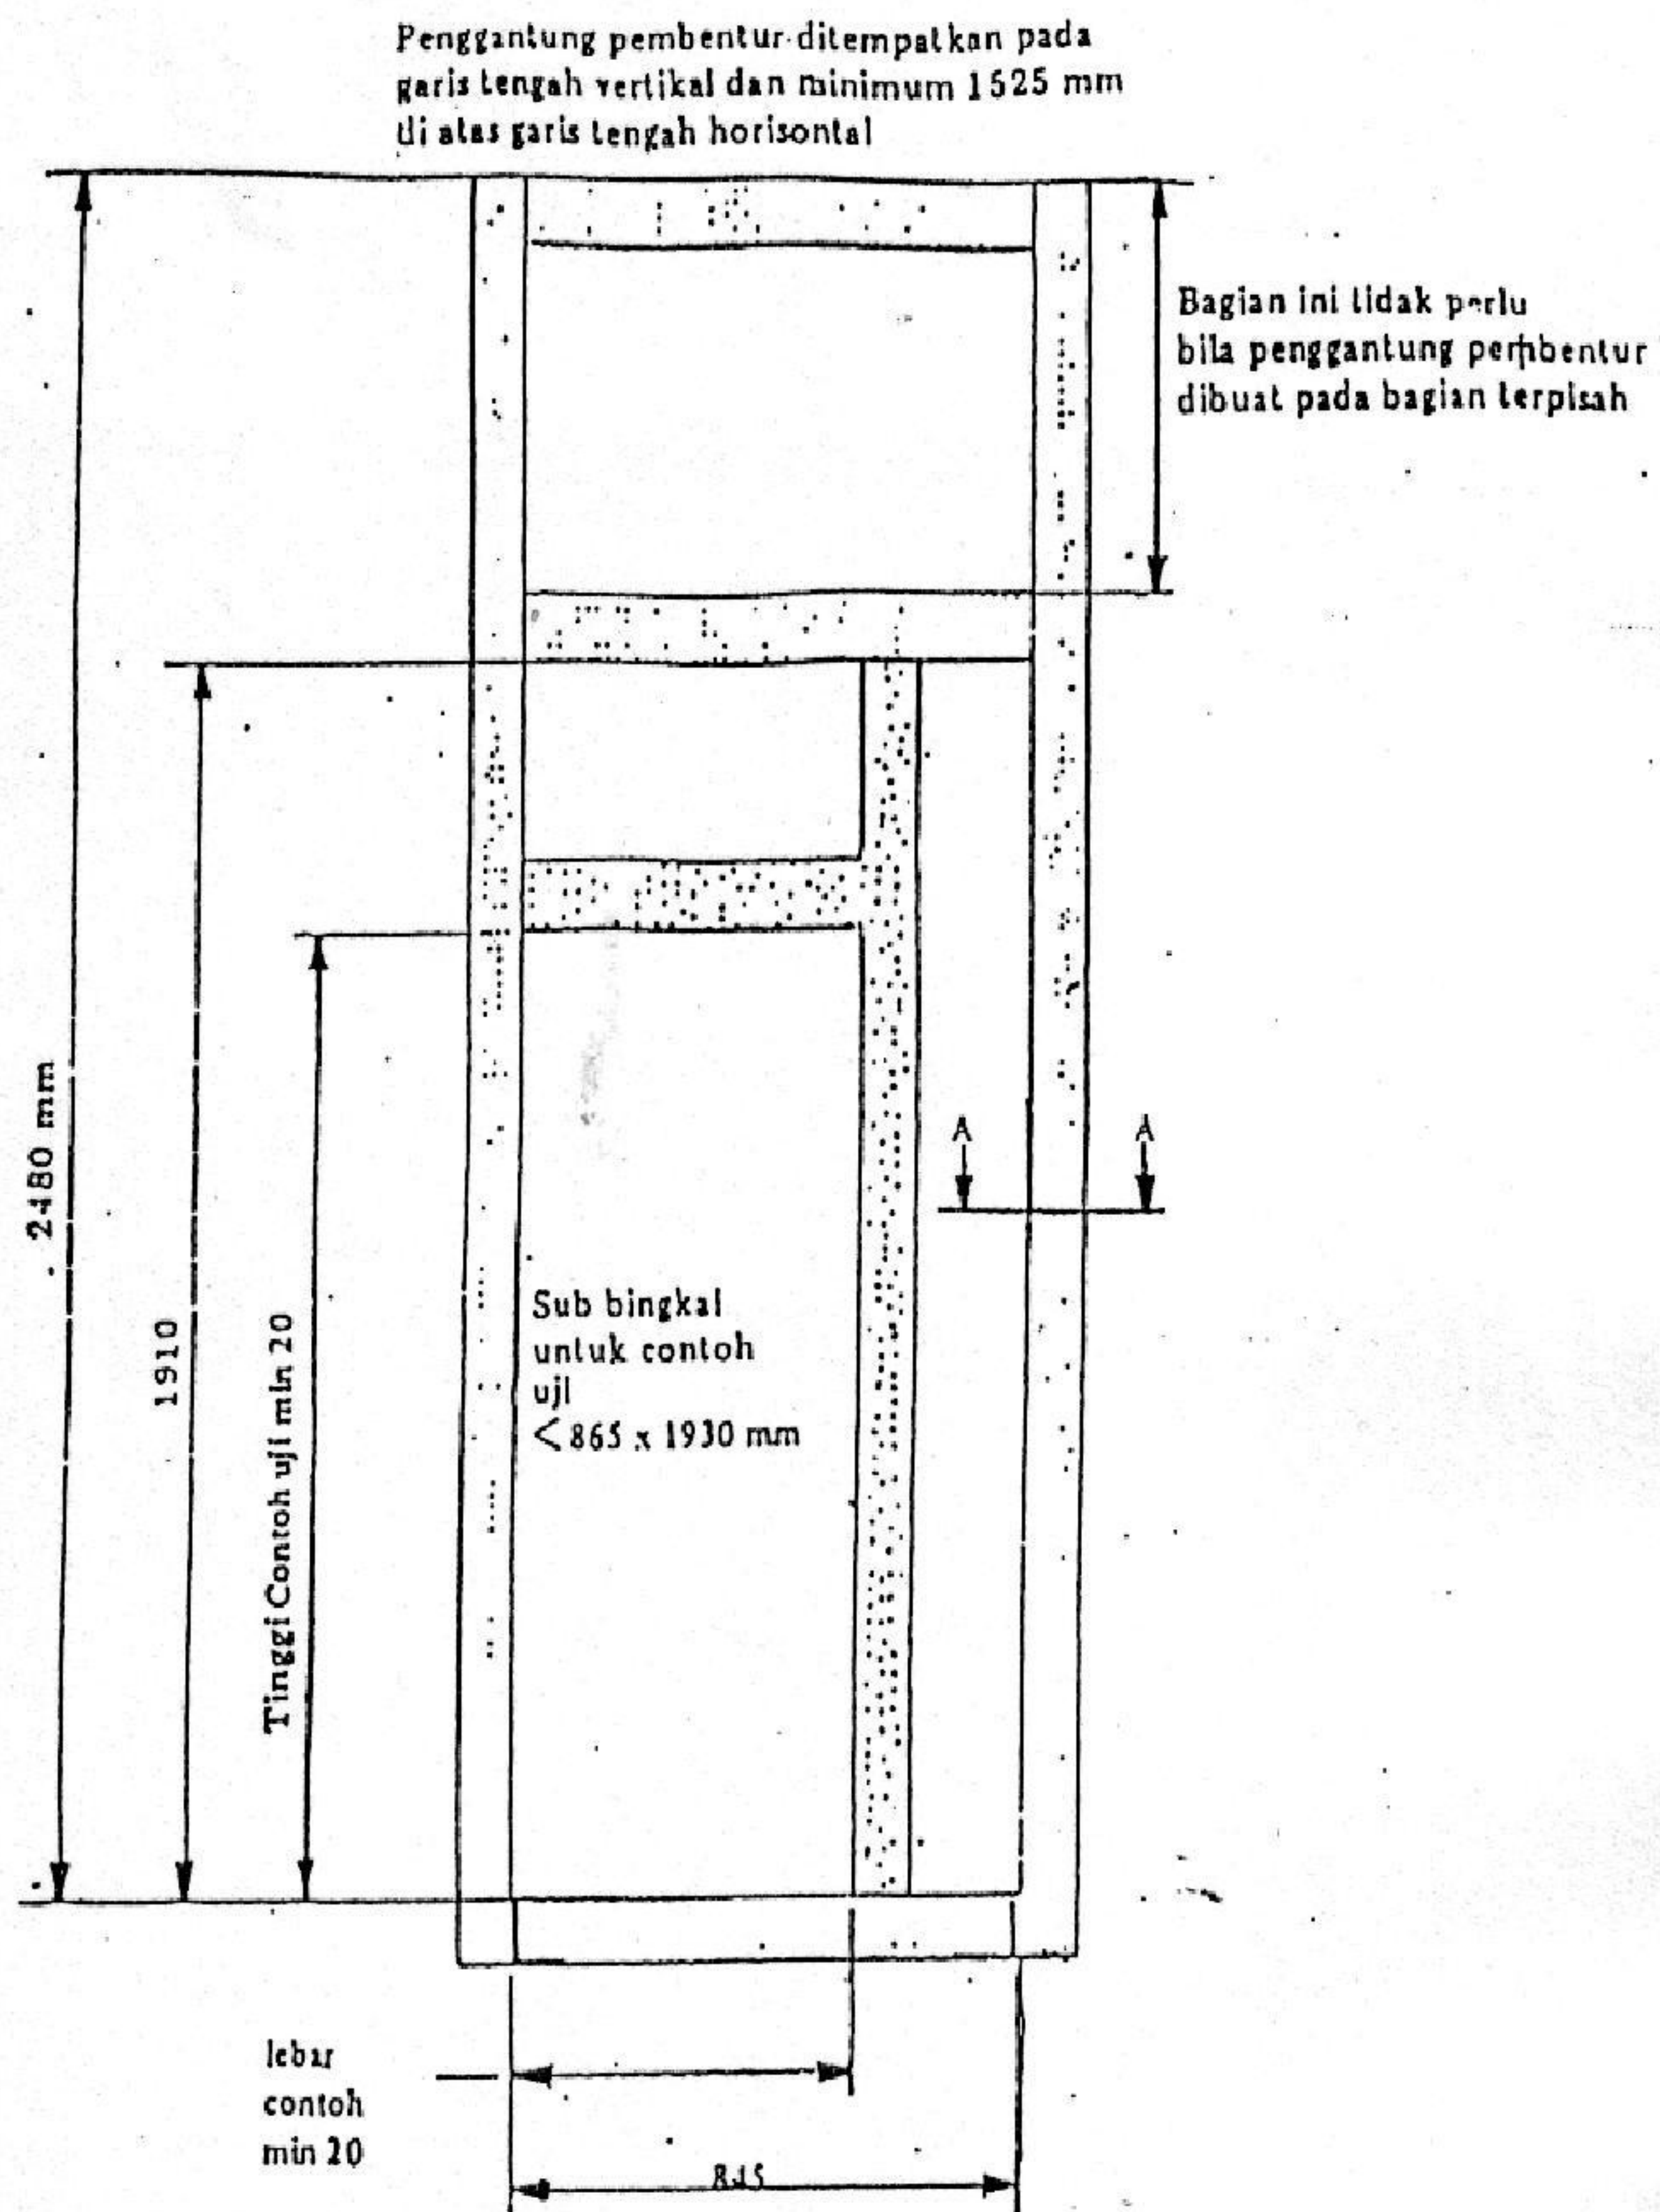 Penggantung pembentur ditempatkan pada
garis tengah vertikal dan minimum 1525 mm
di atas garis tengah horisontal
Bagian ini tidak perlu
bila penggantung pembentur
dibuat pada bagian terpisah
2480 mm
1910
Tinggi Contoh uji min 20
A A
Sub bingkai
untuk contoh
uji
< 865 x 1930 mm
lebar
contoh
min 20
845